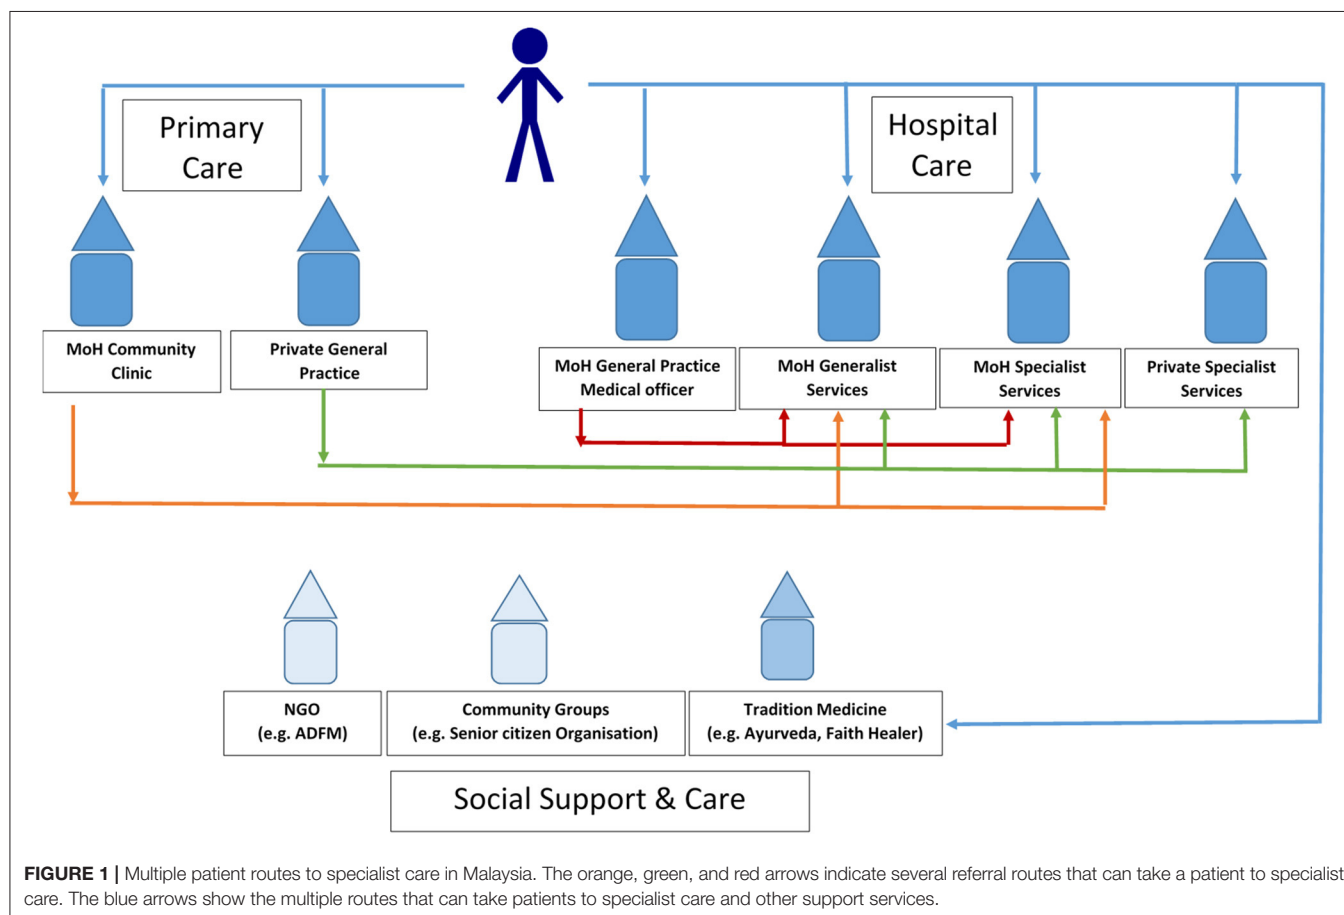 Primary
Care
Hospital
Care
MoH Community
Clinic
Private General
Practice
MoH General Practice
Medical officer
MoH Generalist
Services
MoH Specialist
Services
Private Specialist
Services
NGO
(e.g. ADFM)
Community Groups
(e.g. Senior citizen Organisation)
Tradition Medicine
(e.g. Ayurveda, Faith Healer)
Social Support & Care
FIGURE 1 | Multiple patient routes to specialist care in Malaysia. The orange, green, and red arrows indicate several referral routes that can take a patient to specialist
care. The blue arrows show the multiple routes that can take patients to specialist care and other support services.